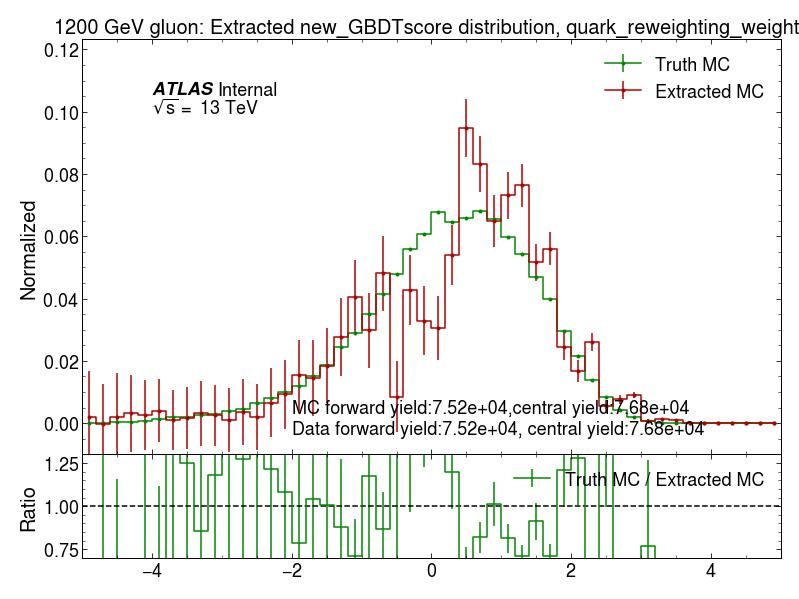 1200 GeV gluon: Extracted new_GBDTscore distribution, quark_reweighting_weight
0.12
0.10
0.08
0.06
0.04
0.02
0.00
Normalized
ATLAS Internal
√s = 13 TeV
Truth MC
Extracted MC
MC forward yield:7.52e+04,central yield:7.68e+04
Data forward yield:7.52e+04, central yield:7.68e+04
1.25
1.00
0.75
Ratio
Truth MC / Extracted MC
−4 −2 0 2 4